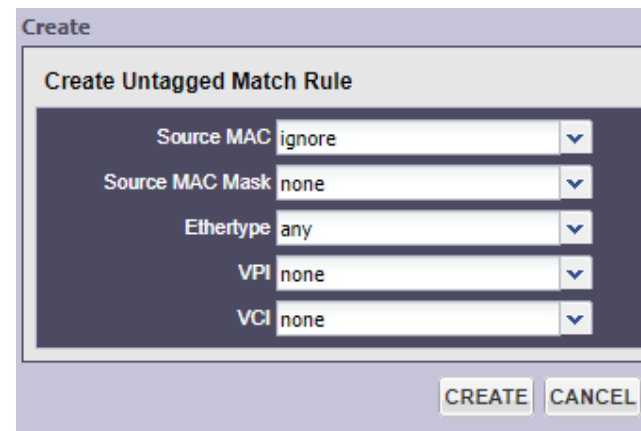 Create
Create Untagged Match Rule
Source MAC ignore
Source MAC Mask none
Ethertype any
VPI none
VCI none
CREATE CANCEL